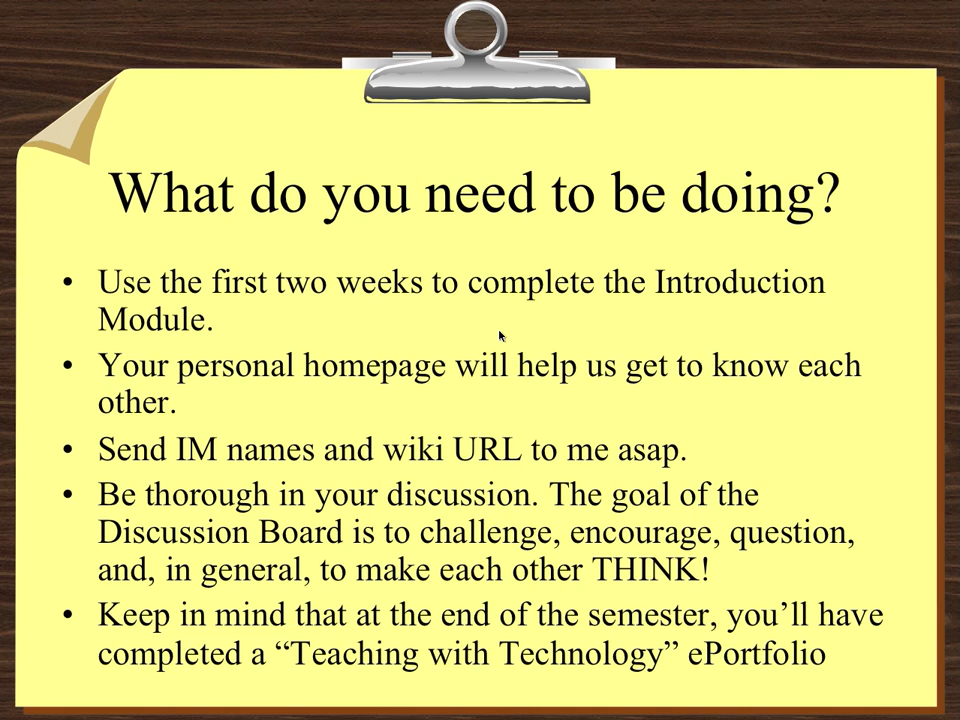 What do you need to be doing?
• Use the first two weeks to complete the Introduction
Module.
• Your personal homepage will help us get to know each
other.
• Send IM names and wiki URL to me asap.
• Be thorough in your discussion. The goal of the
Discussion Board is to challenge, encourage, question,
and, in general, to make each other THINK!
• Keep in mind that at the end of the semester, you’ll have
completed a “Teaching with Technology” ePortfolio